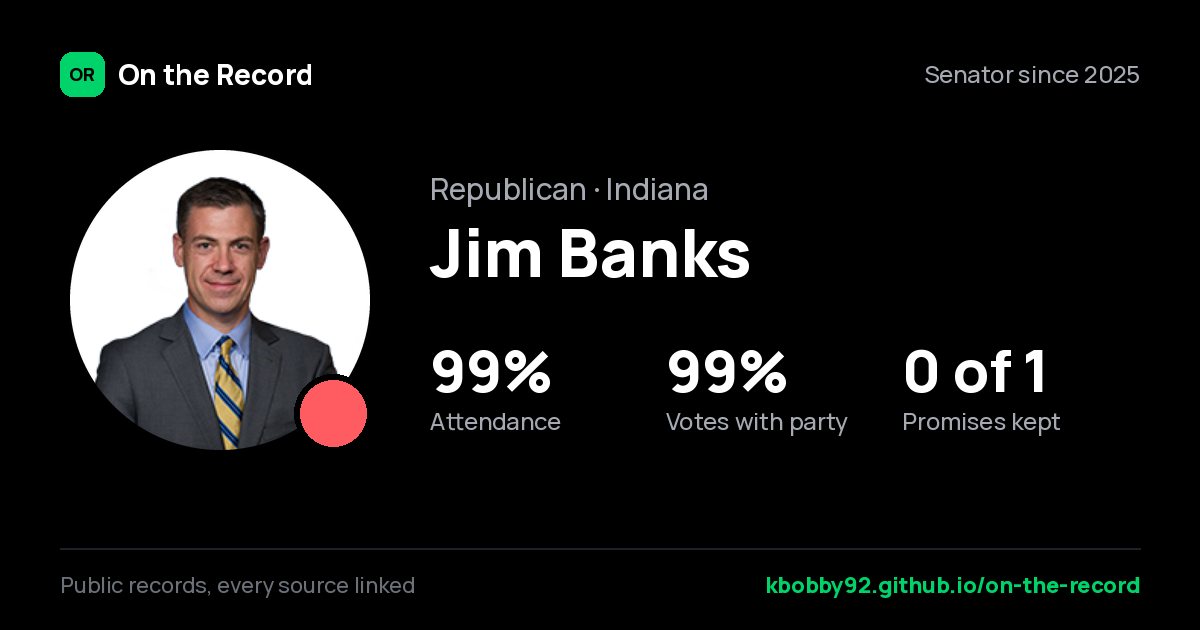 OR On the Record
Senator since 2025
Republican · Indiana
Jim Banks
99% 99% 0 of 1
Attendance Votes with party Promises kept
Public records, every source linked
kbobby92.github.io/on-the-record